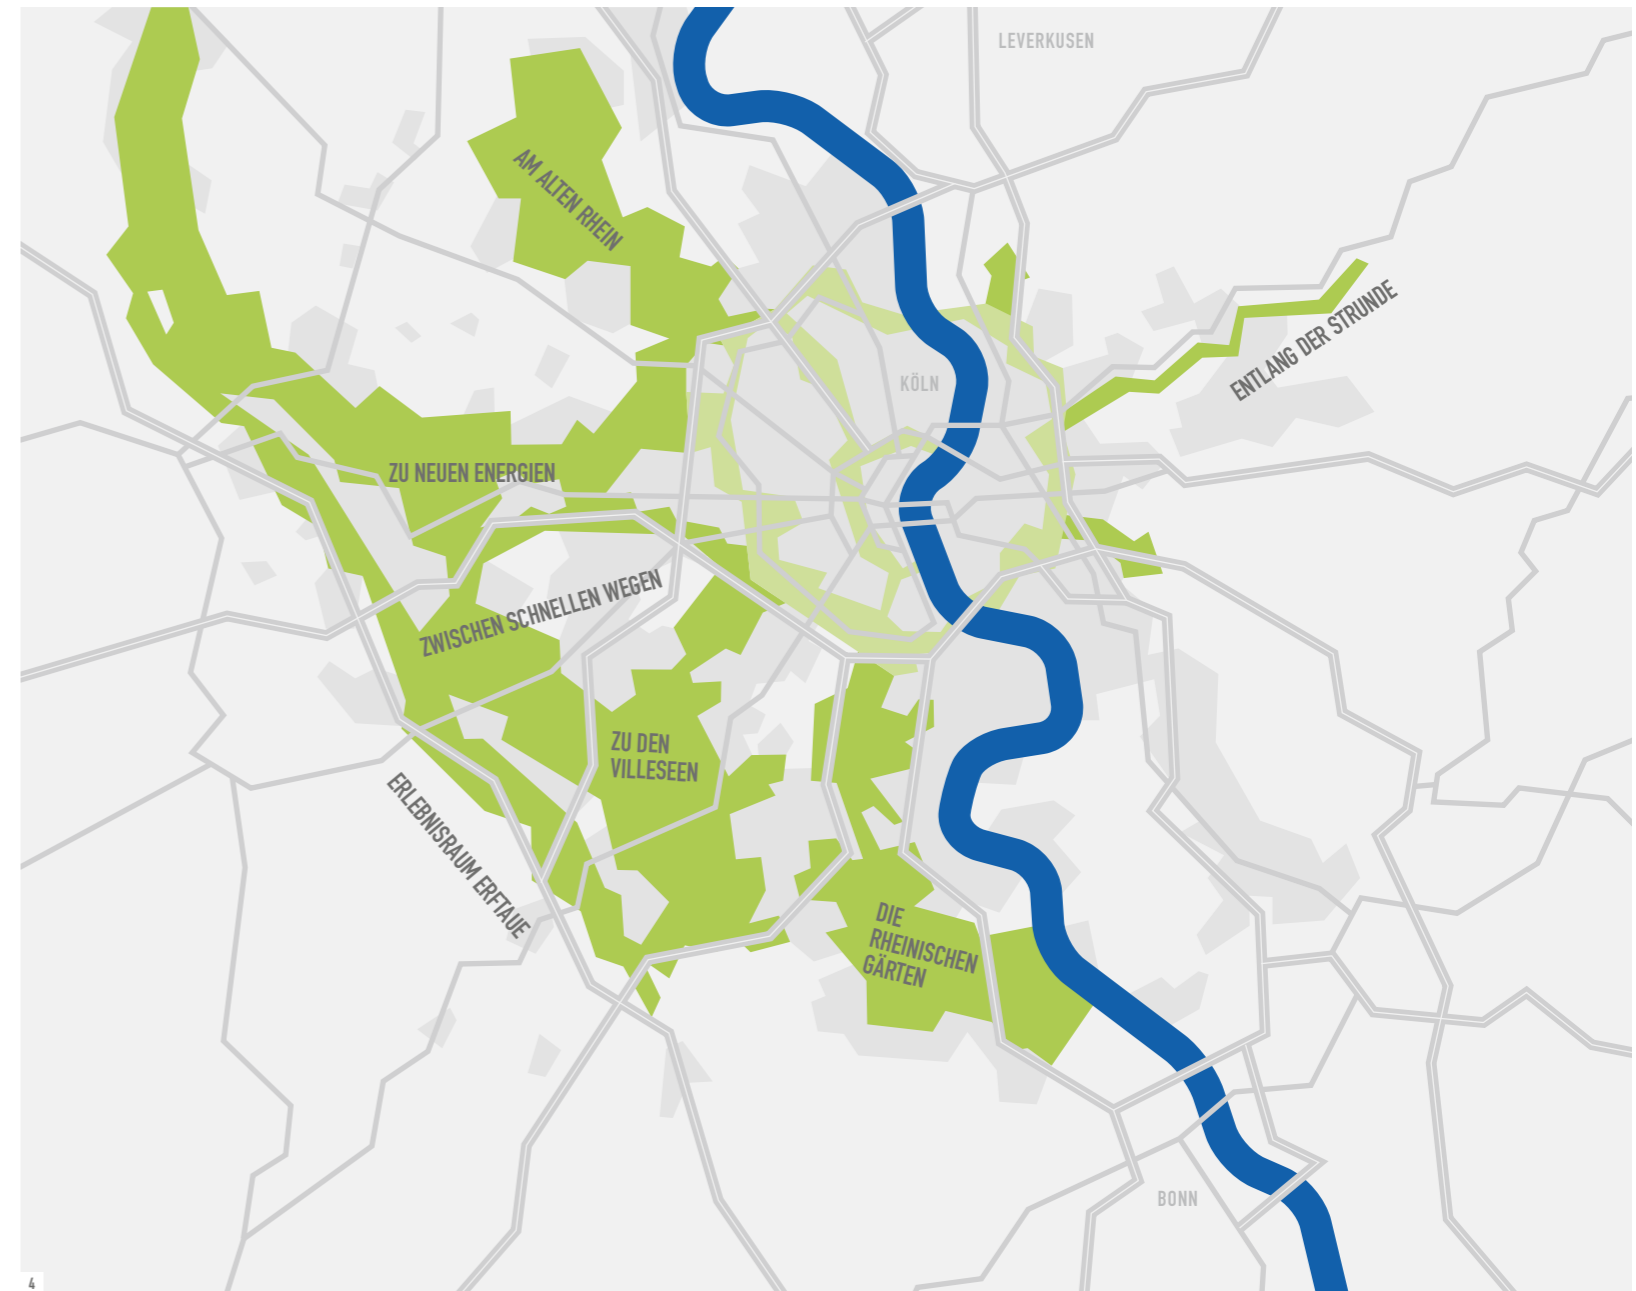 LEVERKUSEN
AM ALTEN RHEIN
ENTLANG DER STRUNDE
KÖLN
ZU NEUEN ENERGIEN
ZWISCHEN SCHNELLEN WEGEN
ZU DEN
VILLESEEN
ERLEBNISRAUM ERFTAUE
DIE
RHEINISCHEN
GÄRTEN
BONN
4